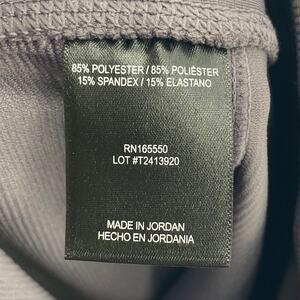 85% POLYESTER / 85% POLIÉSTER
15% SPANDEX / 15% ELASTANO
RN165550
LOT #T2413920
MADE IN JORDAN
HECHO EN JORDANIA